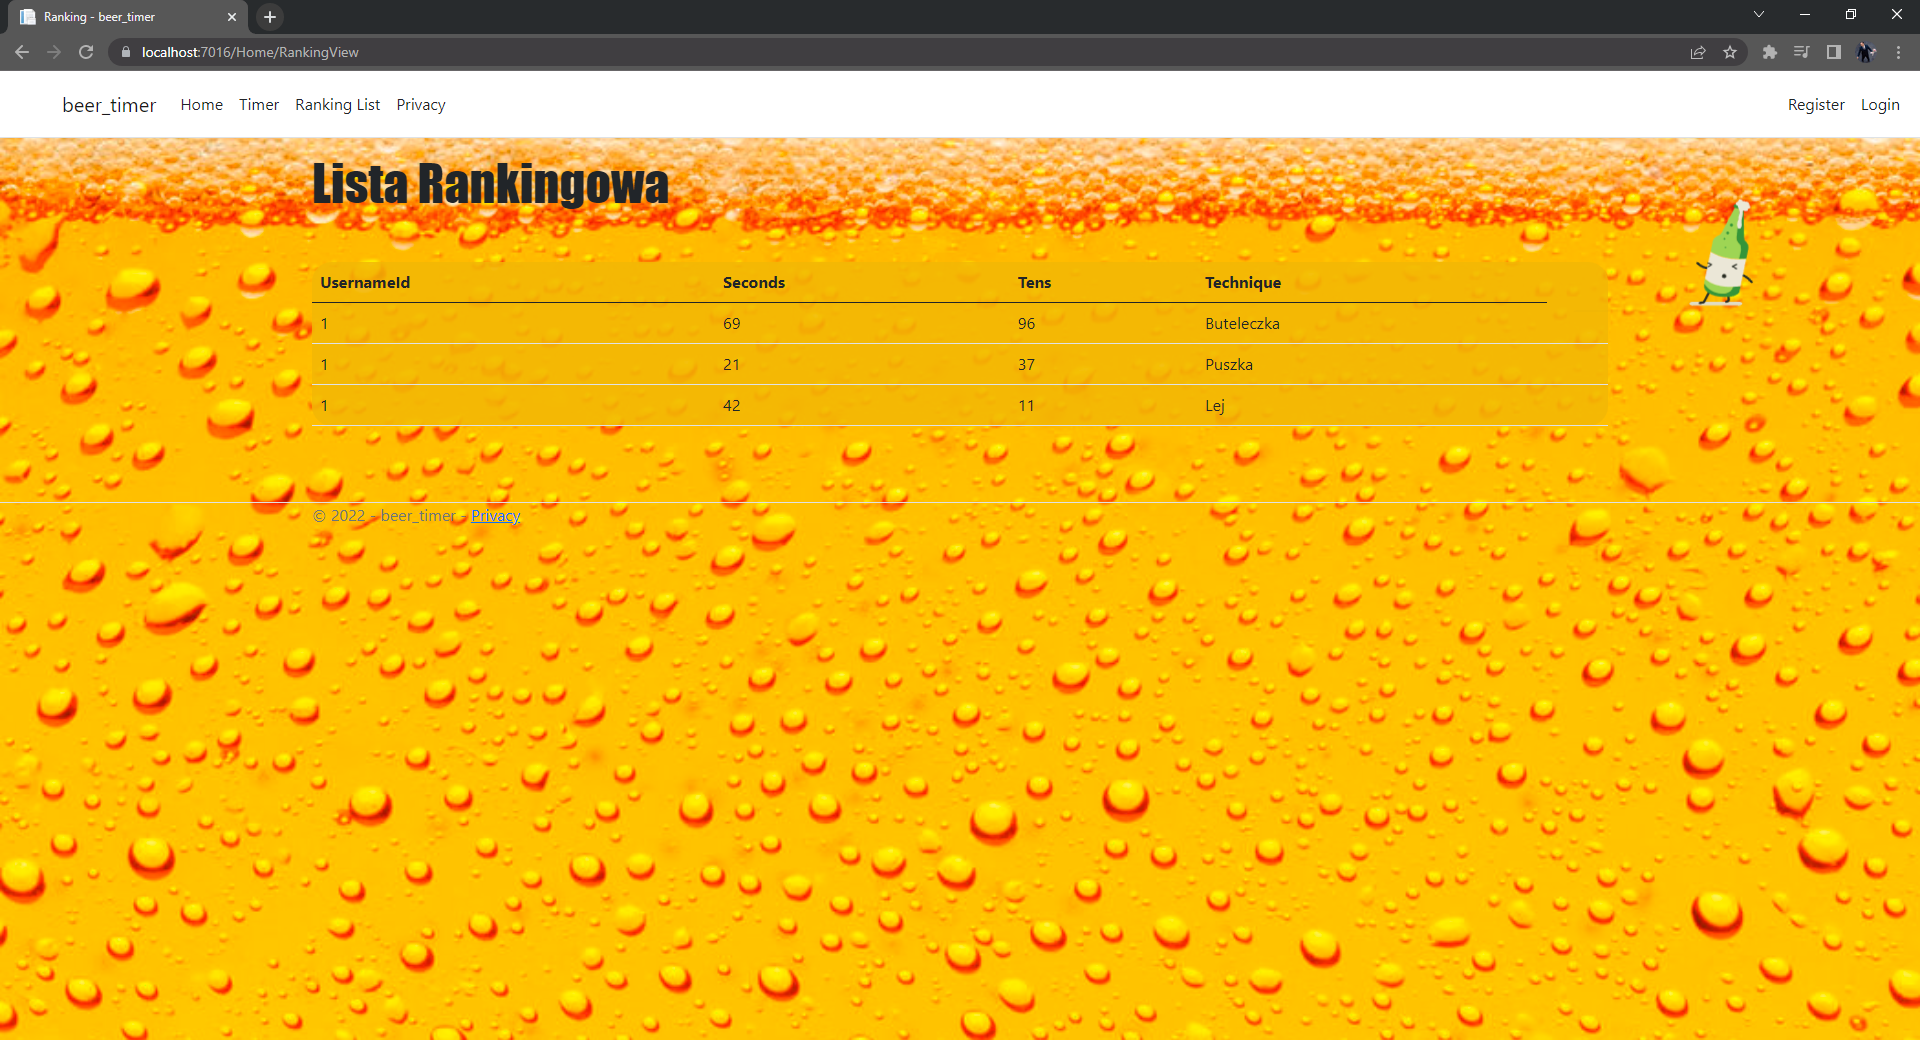 Ranking - beer_timer
localhost:7016/Home/RankingView
beer_timer Home Timer Ranking List Privacy Register Login
Lista Rankingowa
UsernameId Seconds Tens Technique
1 69 96 Buteleczka
1 21 37 Puszka
1 42 11 Lej
© 2022 - beer_timer - Privacy